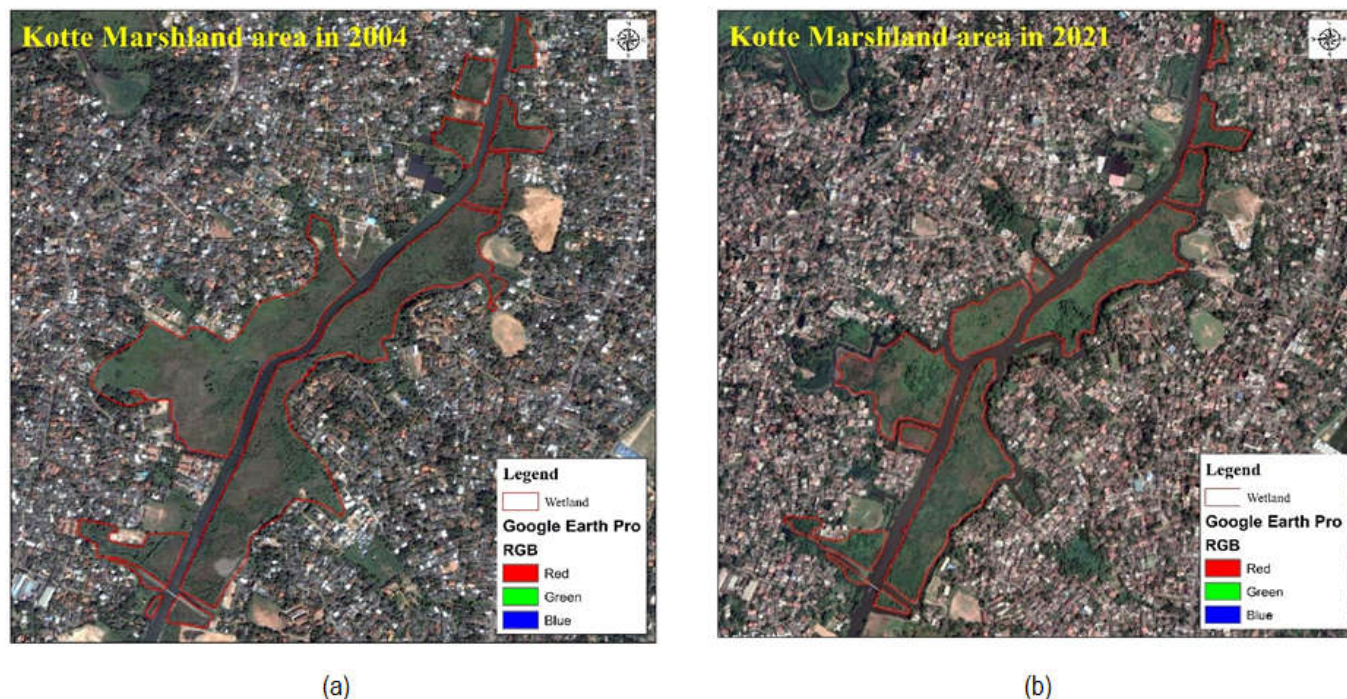 Kotte Marshland area in 2004
Legend
Wetland
Google Earth Pro
RGB
Red
Green
Blue
(a)
Kotte Marshland area in 2021
Legend
Wetland
Google Earth Pro
RGB
Red
Green
Blue
(b)